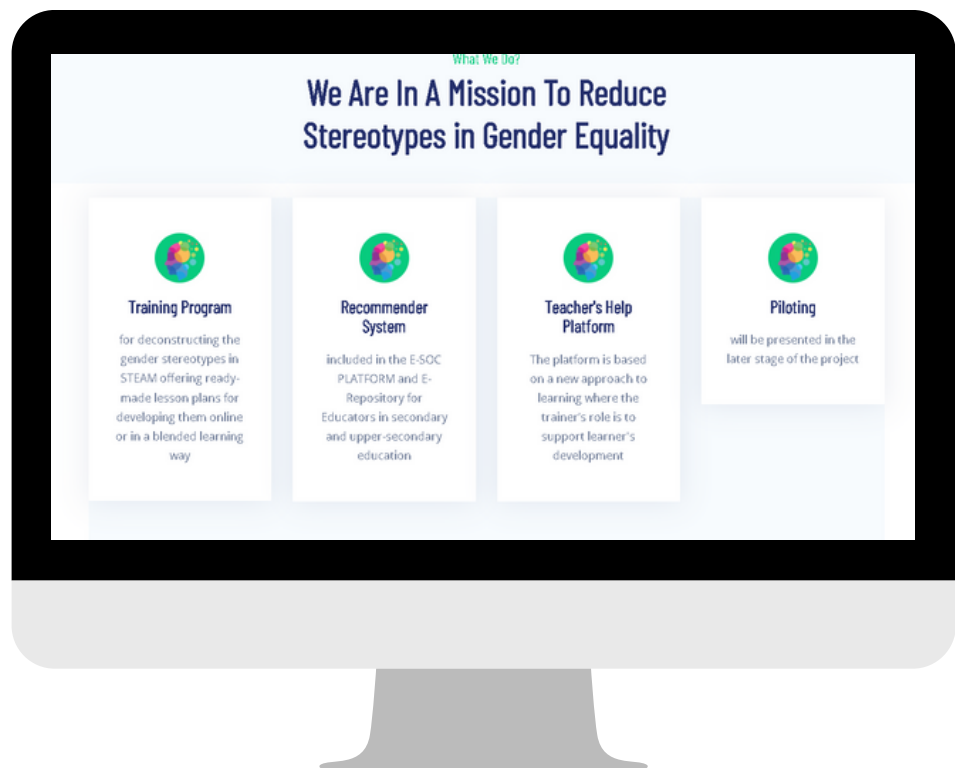 What We Do?
We Are In A Mission To Reduce
Stereotypes in Gender Equality
Training Program
for deconstructing the
gender stereotypes in
STEAM offering ready-
made lesson plans for
developing them online
or in a blended learning
way
Recommender
System
included in the E-SOC
PLATFORM and E-
Repository for
Educators in secondary
and upper-secondary
education
Teacher's Help
Platform
The platform is based
on a new approach to
learning where the
trainer's role is to
support learner's
development
Piloting
will be presented in the
later stage of the project